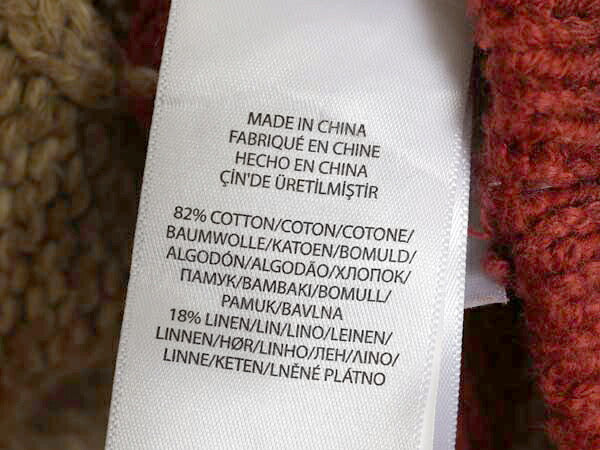 MADE IN CHINA
FABRIQUÉ EN CHINE
HECHO EN CHINA
ÇİN'DE ÜRETİLMİŞTİR
82% COTTON/COTON/COTONE/
BAUMWOLLE/KATOEN/BOMULD/
ALGODÓN/ALGODÃO/ХЛОПОК/
ПАМУК/ΒΑΜΒΑΚΙ/BOMULL/
PAMUK/BAVLNA
18% LINEN/LIN/LINO/LEINEN/
LINNEN/HØR/LINHO/ЛЕН/ΛΙΝΟ/
LINNE/KETEN/LNĚNÉ PLÁTNO